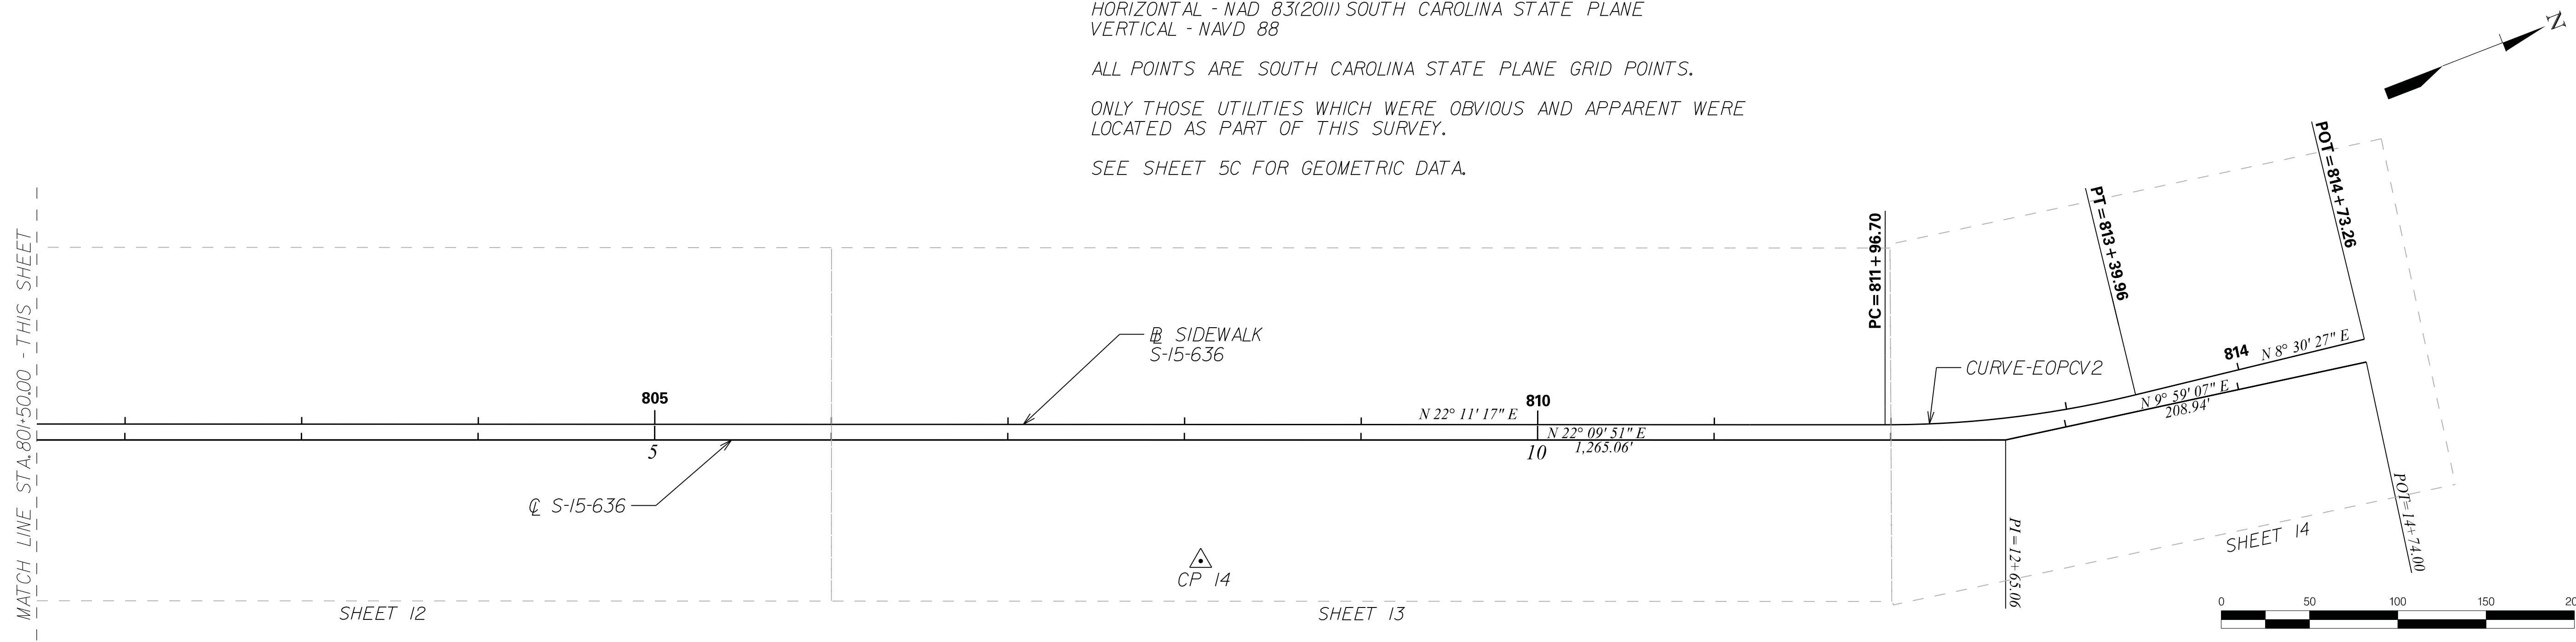 HORIZONTAL - NAD 83(2011) SOUTH CAROLINA STATE PLANE
VERTICAL - NAVD 88
ALL POINTS ARE SOUTH CAROLINA STATE PLANE GRID POINTS.
ONLY THOSE UTILITIES WHICH WERE OBVIOUS AND APPARENT WERE
LOCATED AS PART OF THIS SURVEY.
SEE SHEET 5C FOR GEOMETRIC DATA.
N
MATCH LINE STA.801+50.00 - THIS SHEET
805
5
℄ S-15-636
SHEET 12
BL SIDEWALK
S-15-636
CP 14
SHEET 13
N 22° 11' 17" E
810
N 22° 09' 51" E
1,265.06'
10
PC = 811 + 96.70
CURVE-EOPCV2
PT = 813 + 39.96
POT = 814 + 73.26
814
N 8° 30' 27" E
N 9° 59' 07" E
208.94'
PI = 12+65.06
POT=14+74.00
SHEET 14
0 50 100 150